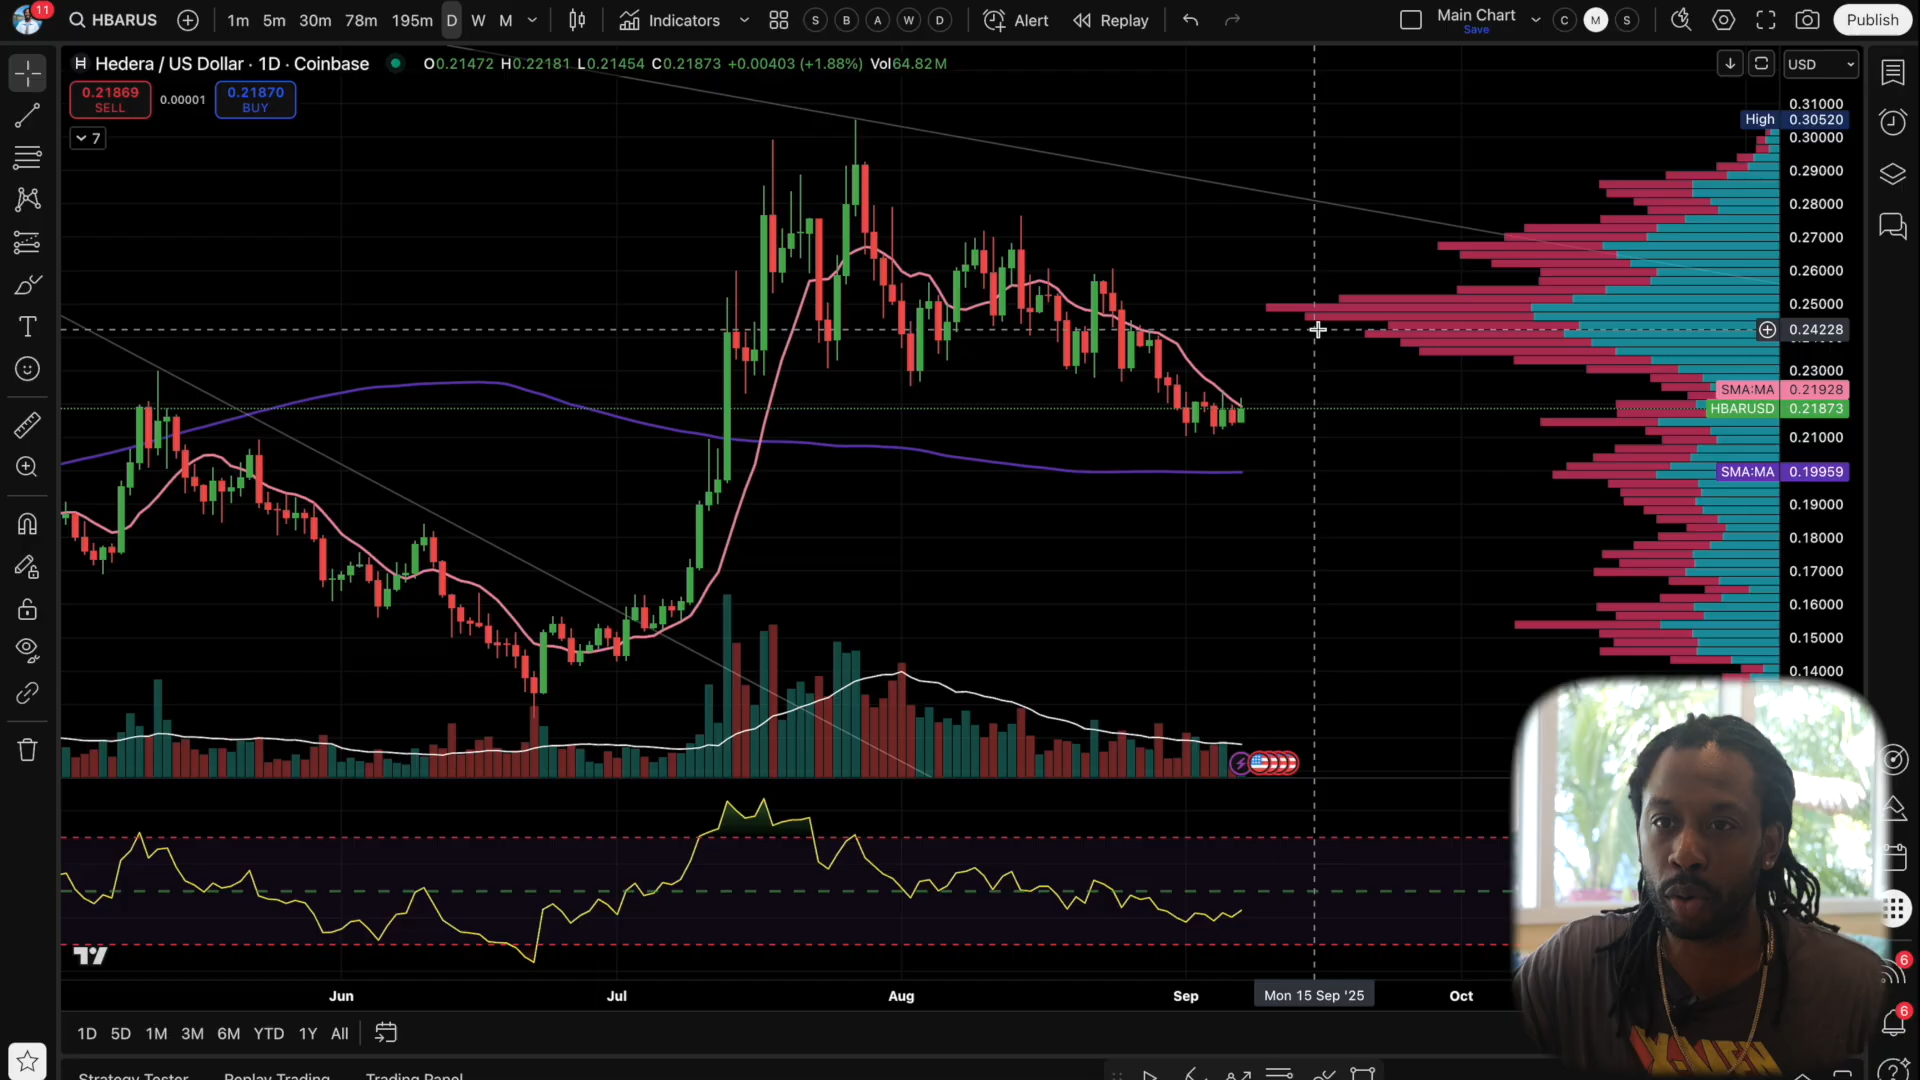 11
HBARUS
1m 5m 30m 78m 195m D W M
Indicators
S B A W D
Alert
Replay
Main Chart
Save
C M S
Publish
H Hedera / US Dollar · 1D · Coinbase O0.21472 H0.22181 L0.21454 C0.21873 +0.00403 (+1.88%) Vol64.82M
USD
0.21869
SELL
0.00001
0.21870
BUY
7
0.31000
High 0.30520
0.30000
0.29000
0.28000
0.27000
0.26000
0.25000
0.24228
0.23000
SMA:MA 0.21928
HBARUSD 0.21873
0.21000
SMA:MA 0.19959
0.19000
0.18000
0.17000
0.16000
0.15000
0.14000
Jun Jul Aug Sep Mon 15 Sep '25 Oct
1D 5D 1M 3M 6M YTD 1Y All
Strategy Tester Replay Trading Trading Panel
6
6
X-MEN